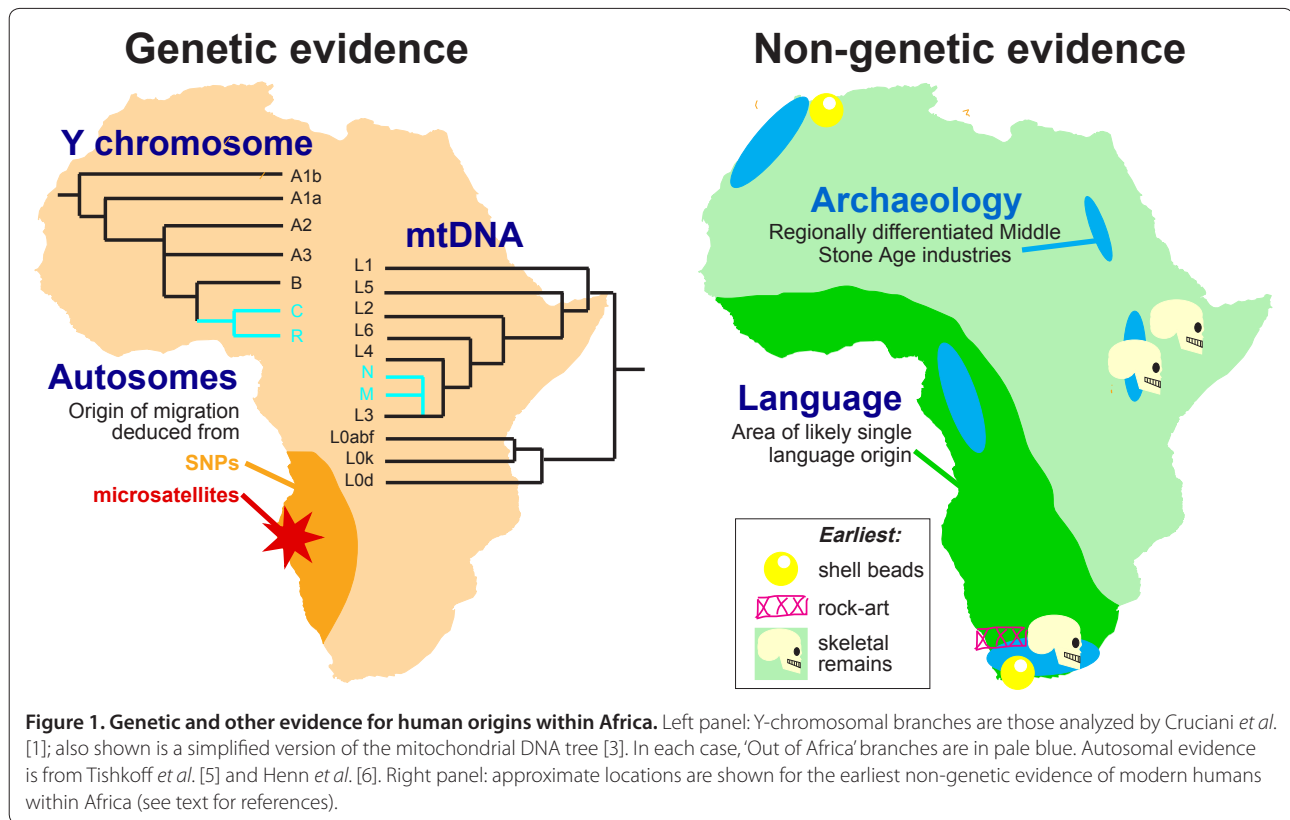 Genetic evidence
Y chromosome
A1b
A1a
A2
A3
B
C
R
mtDNA
L1
L5
L2
L6
L4
N
M
L3
L0abf
L0k
L0d
Autosomes
Origin of migration
deduced from
SNPs
microsatellites
Non-genetic evidence
Archaeology
Regionally differentiated Middle
Stone Age industries
Language
Area of likely single
language origin
Earliest:
shell beads
rock-art
skeletal
remains
Figure 1. Genetic and other evidence for human origins within Africa. Left panel: Y-chromosomal branches are those analyzed by Cruciani et al.
[1]; also shown is a simplified version of the mitochondrial DNA tree [3]. In each case, 'Out of Africa' branches are in pale blue. Autosomal evidence
is from Tishkoff et al. [5] and Henn et al. [6]. Right panel: approximate locations are shown for the earliest non-genetic evidence of modern humans
within Africa (see text for references).